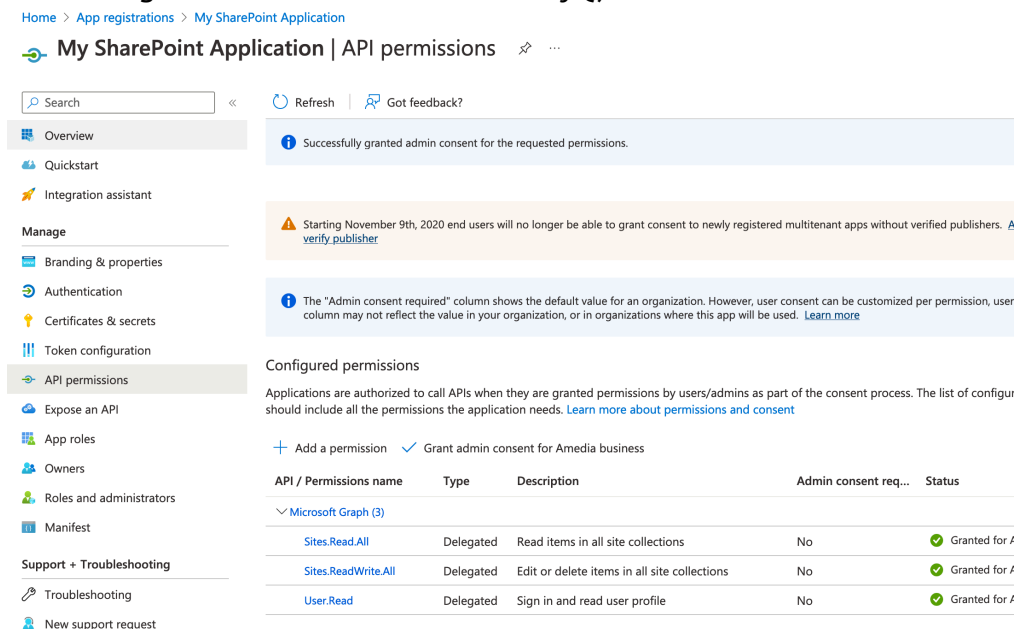 Home > App registrations > My SharePoint Application
My SharePoint Application | API permissions
Search
Refresh
Got feedback?
Overview
Quickstart
Integration assistant
Manage
Branding & properties
Authentication
Certificates & secrets
Token configuration
API permissions
Expose an API
App roles
Owners
Roles and administrators
Manifest
Support + Troubleshooting
Troubleshooting
New support request
Successfully granted admin consent for the requested permissions.
Starting November 9th, 2020 end users will no longer be able to grant consent to newly registered multitenant apps without verified publishers. A
verify publisher
The "Admin consent required" column shows the default value for an organization. However, user consent can be customized per permission, user
column may not reflect the value in your organization, or in organizations where this app will be used. Learn more
Configured permissions
Applications are authorized to call APIs when they are granted permissions by users/admins as part of the consent process. The list of configur
should include all the permissions the application needs. Learn more about permissions and consent
Add a permission
Grant admin consent for Amedia business
API / Permissions name Type Description Admin consent req... Status
Microsoft Graph (3)
Sites.Read.All Delegated Read items in all site collections No Granted for A
Sites.ReadWrite.All Delegated Edit or delete items in all site collections No Granted for A
User.Read Delegated Sign in and read user profile No Granted for A